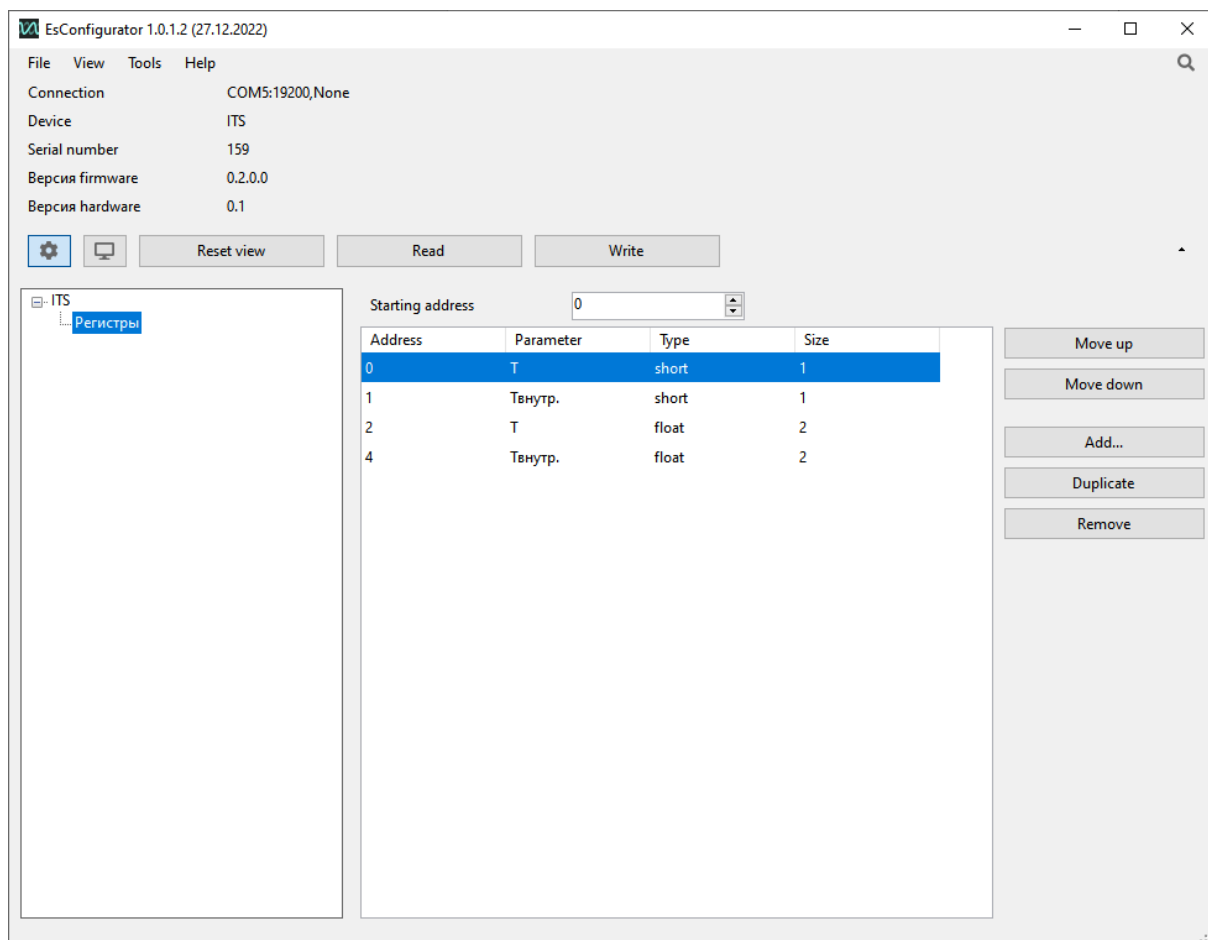 EsConfigurator 1.0.1.2 (27.12.2022)
File View Tools Help
Connection COM5:19200,None
Device ITS
Serial number 159
Версия firmware 0.2.0.0
Версия hardware 0.1
Reset view Read Write
ITS
Регистры
Starting address 0
Address Parameter Type Size
0 T short 1
1 Tвнутр. short 1
2 T float 2
4 Tвнутр. float 2
Move up
Move down
Add...
Duplicate
Remove